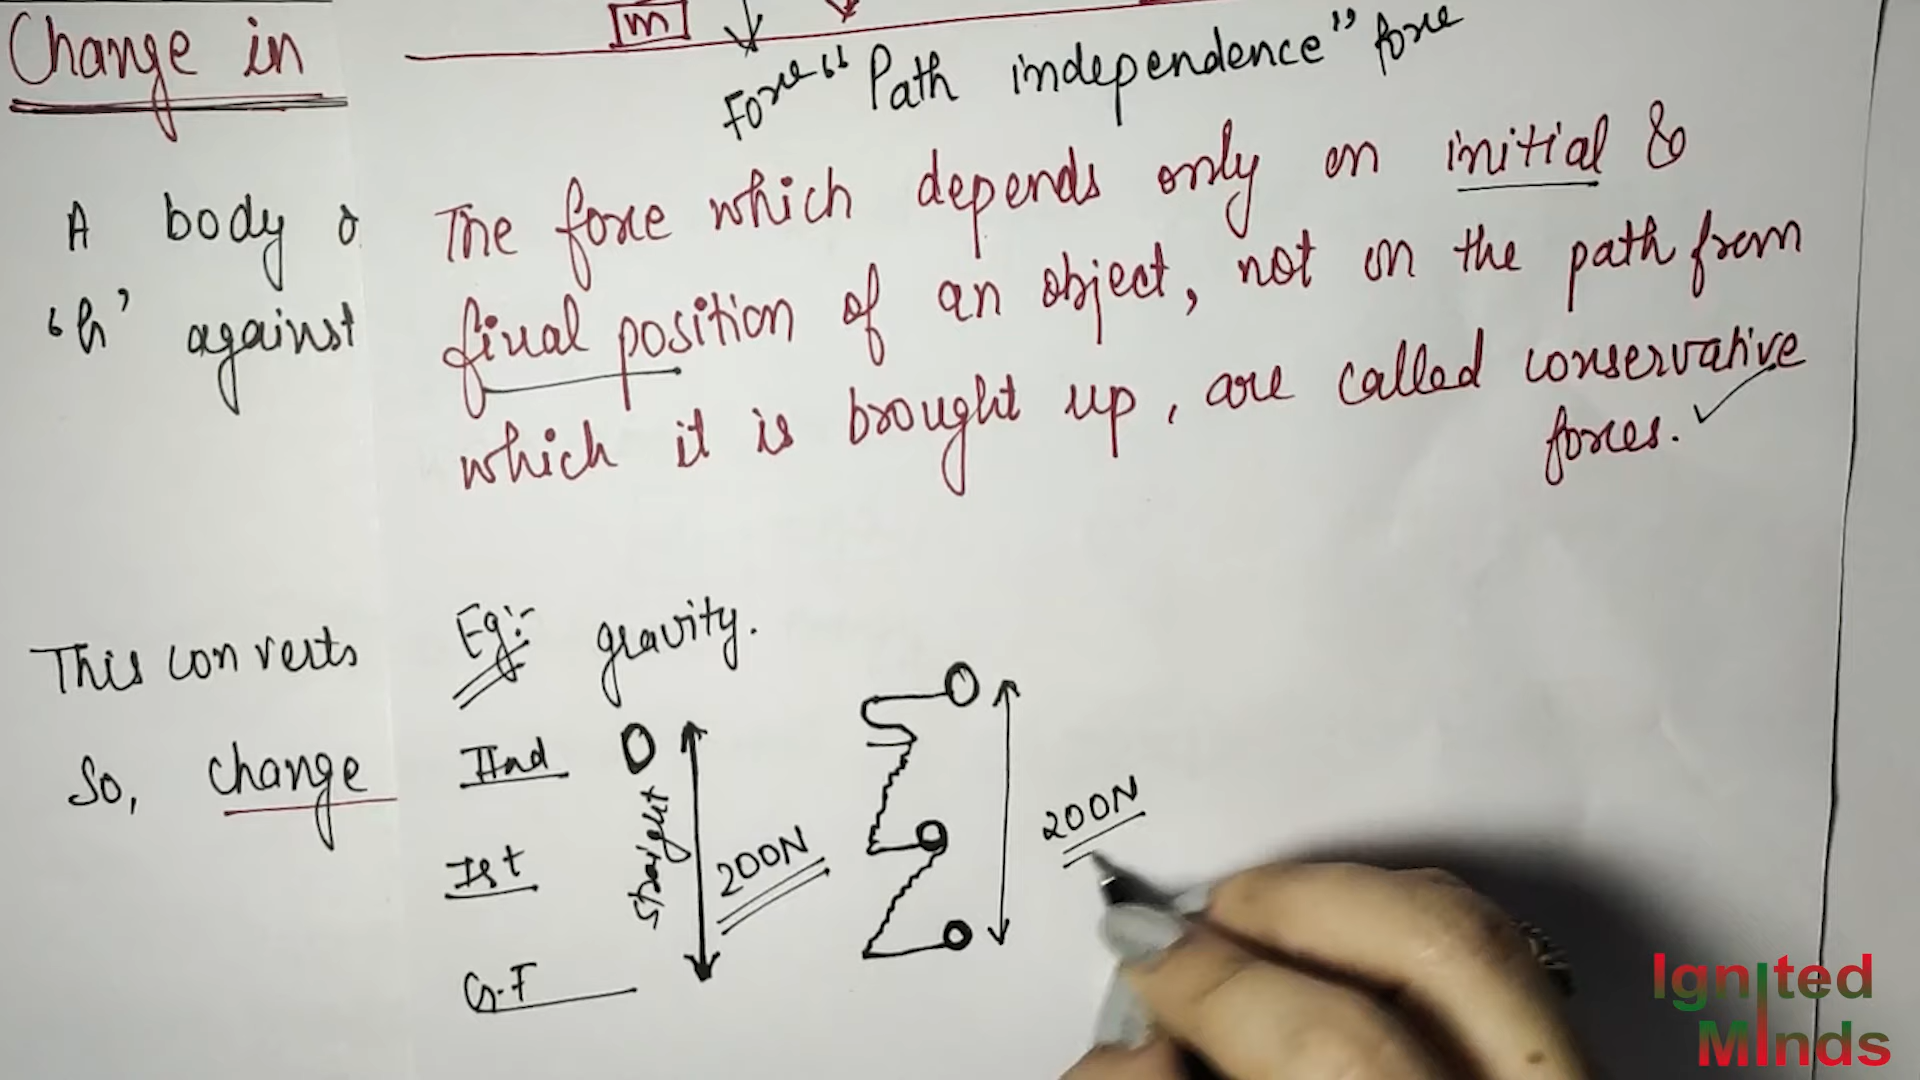 Change in
m
Force "Path independence" force
A body o
"h" against
The force which depends only on initial &
final position of an object, not on the path from
which it is brought up, are called conservative
forces.
This converts
So, change
Eg:- gravity.
IInd
Ist
G.F
straight
200N
200N
Ignited
Minds